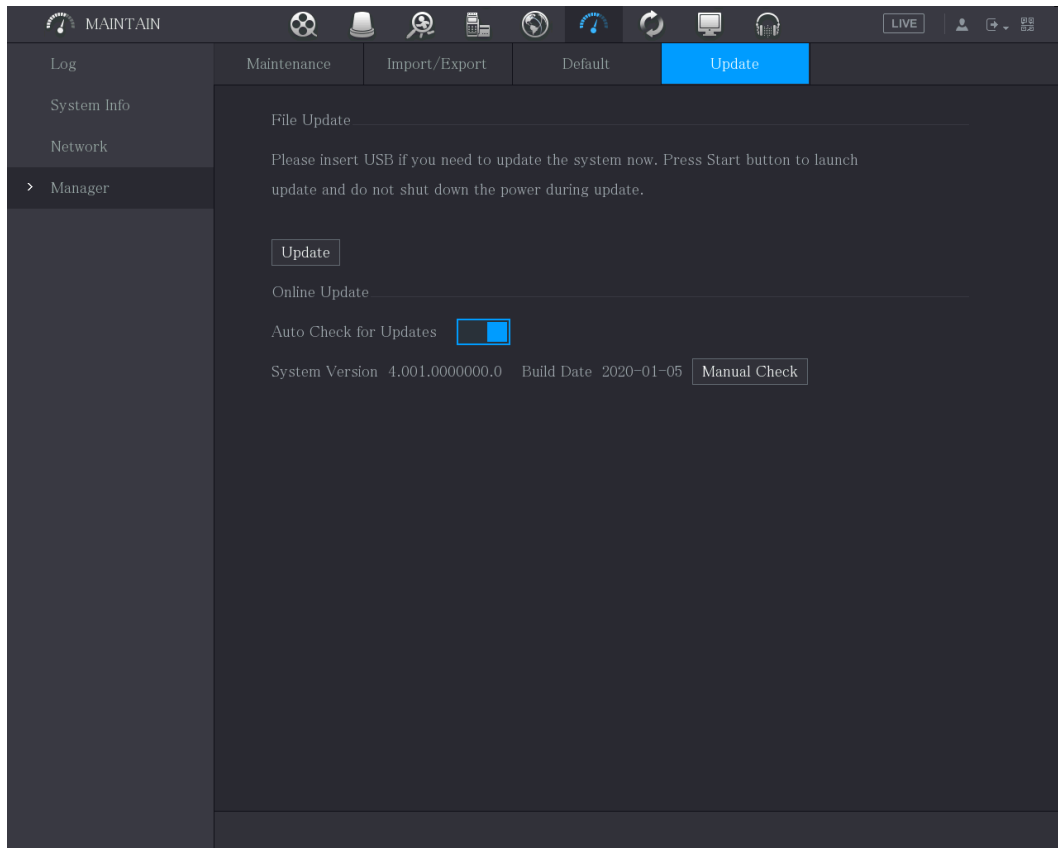 MAINTAIN
LIVE
Log
System Info
Network
Manager
Maintenance Import/Export Default Update
File Update
Please insert USB if you need to update the system now. Press Start button to launch
update and do not shut down the power during update.
Update
Online Update
Auto Check for Updates
System Version 4.001.0000000.0 Build Date 2020-01-05 Manual Check